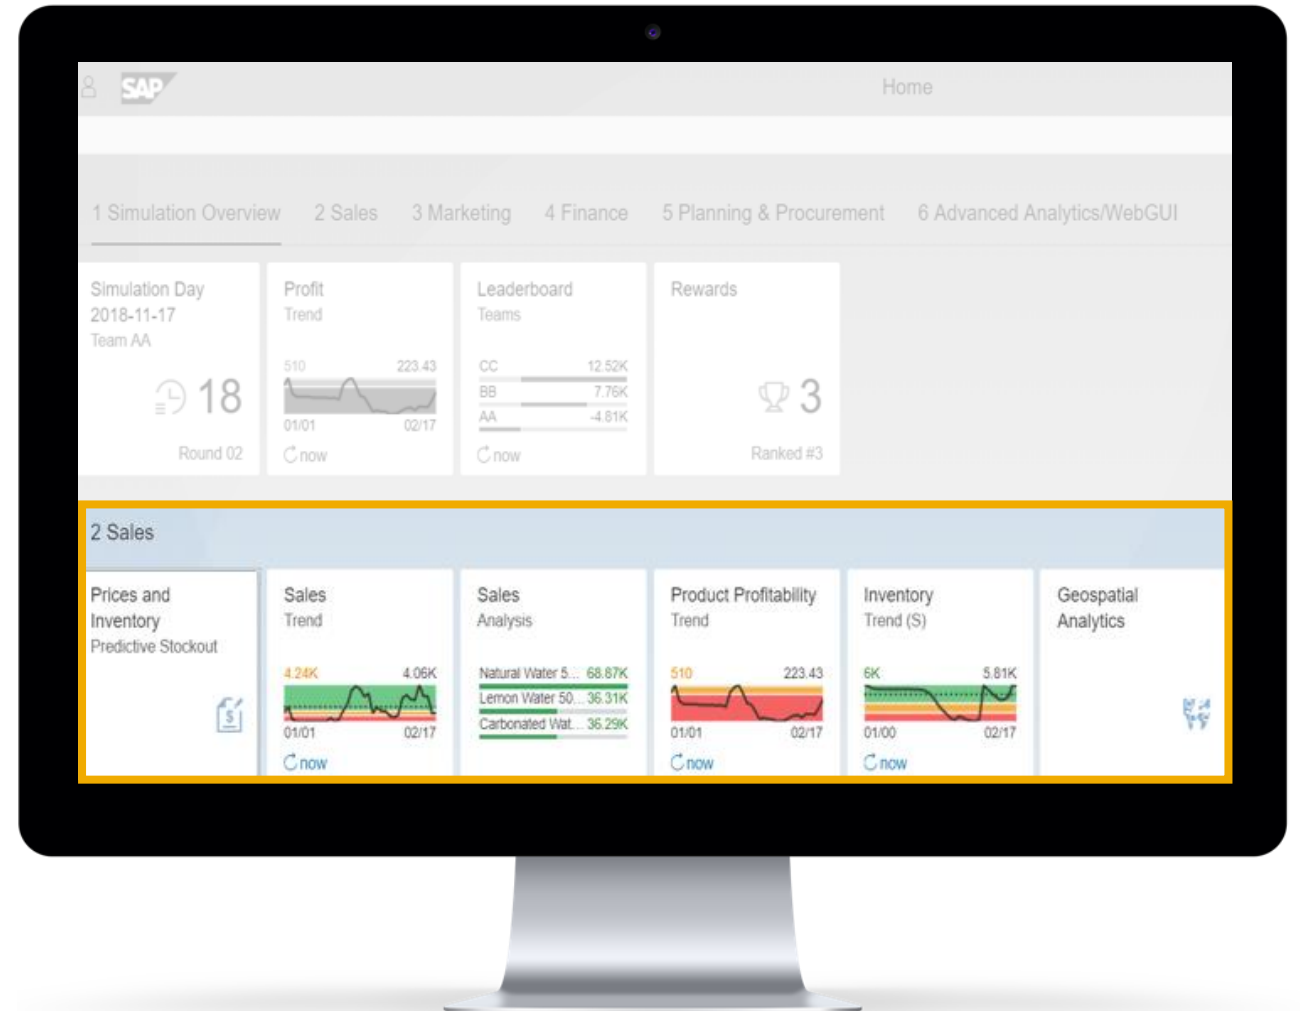 SAP
Home
1 Simulation Overview 2 Sales 3 Marketing 4 Finance 5 Planning & Procurement 6 Advanced Analytics/WebGUI
Simulation Day
2018-11-17
Team AA
18
Round 02
Profit
Trend
510 223.43
01/01 02/17
now
Leaderboard
Teams
CC 12.52K
BB 7.76K
AA -4.81K
now
Rewards
3
Ranked #3
2 Sales
Prices and
Inventory
Predictive Stockout
$
Sales
Trend
4.24K 4.06K
01/01 02/17
now
Sales
Analysis
Natural Water 5... 68.87K
Lemon Water 50... 36.31K
Carbonated Wat... 36.29K
Product Profitability
Trend
510 223.43
01/01 02/17
now
Inventory
Trend (S)
6K 5.81K
01/00 02/17
now
Geospatial
Analytics